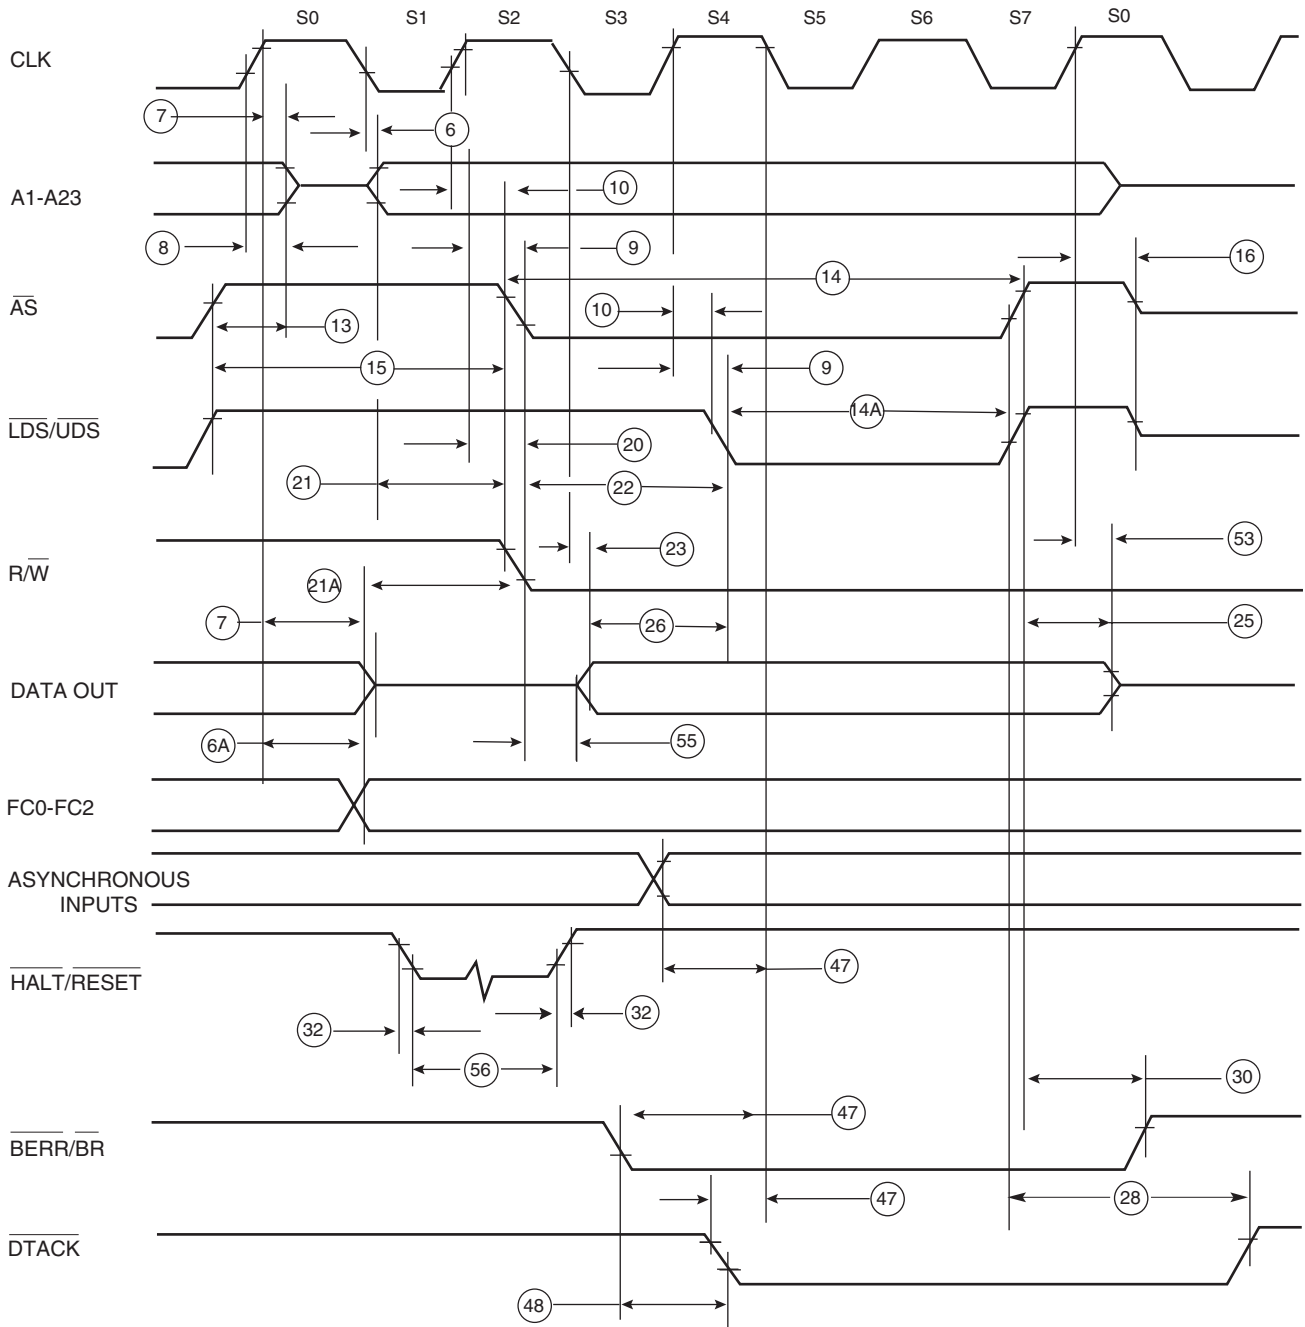 S0 S1 S2 S3 S4 S5 S6 S7 S0
CLK
7
6
A1-A23
10
8
9
14
16
AS
10
13
15
9
LDS/UDS
14A
20
21
22
R/W
23
53
21A
7
26
25
DATA OUT
6A
55
FC0-FC2
ASYNCHRONOUS
INPUTS
HALT/RESET
47
32
32
56
30
47
BERR/BR
47
28
DTACK
48